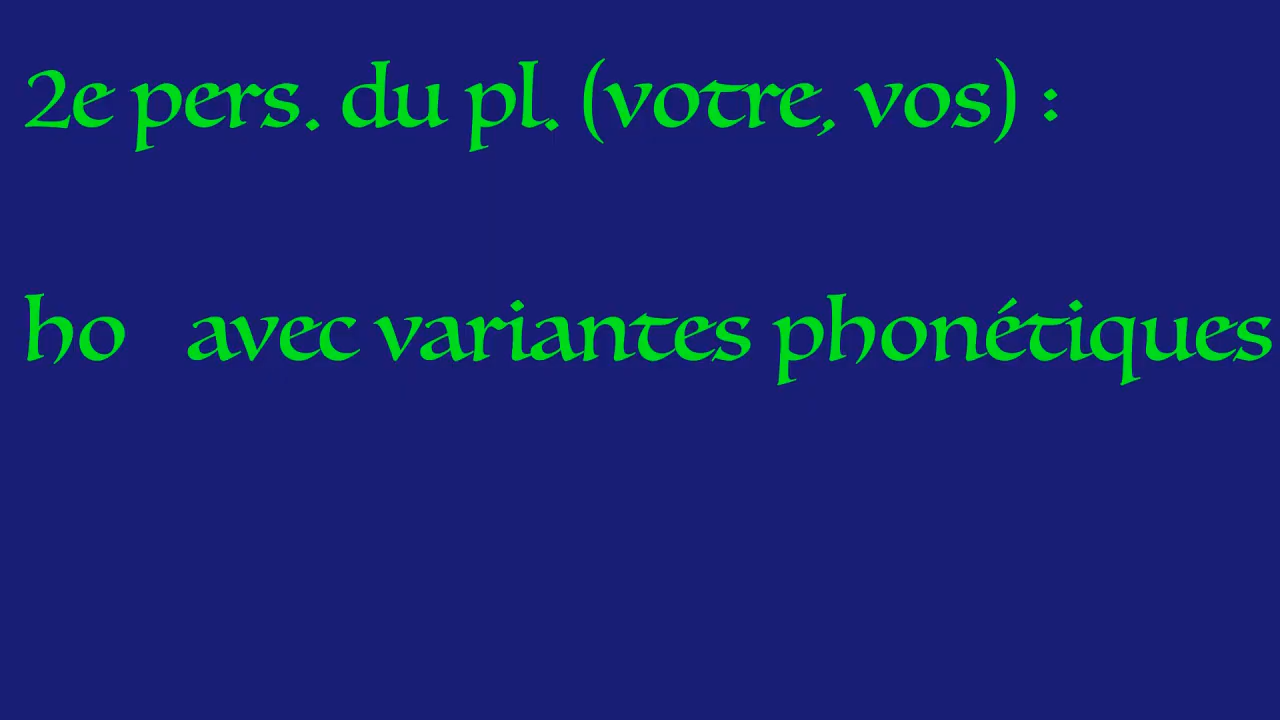 2e pers. du pl. (votre, vos) :
ho avec variantes phonétiques